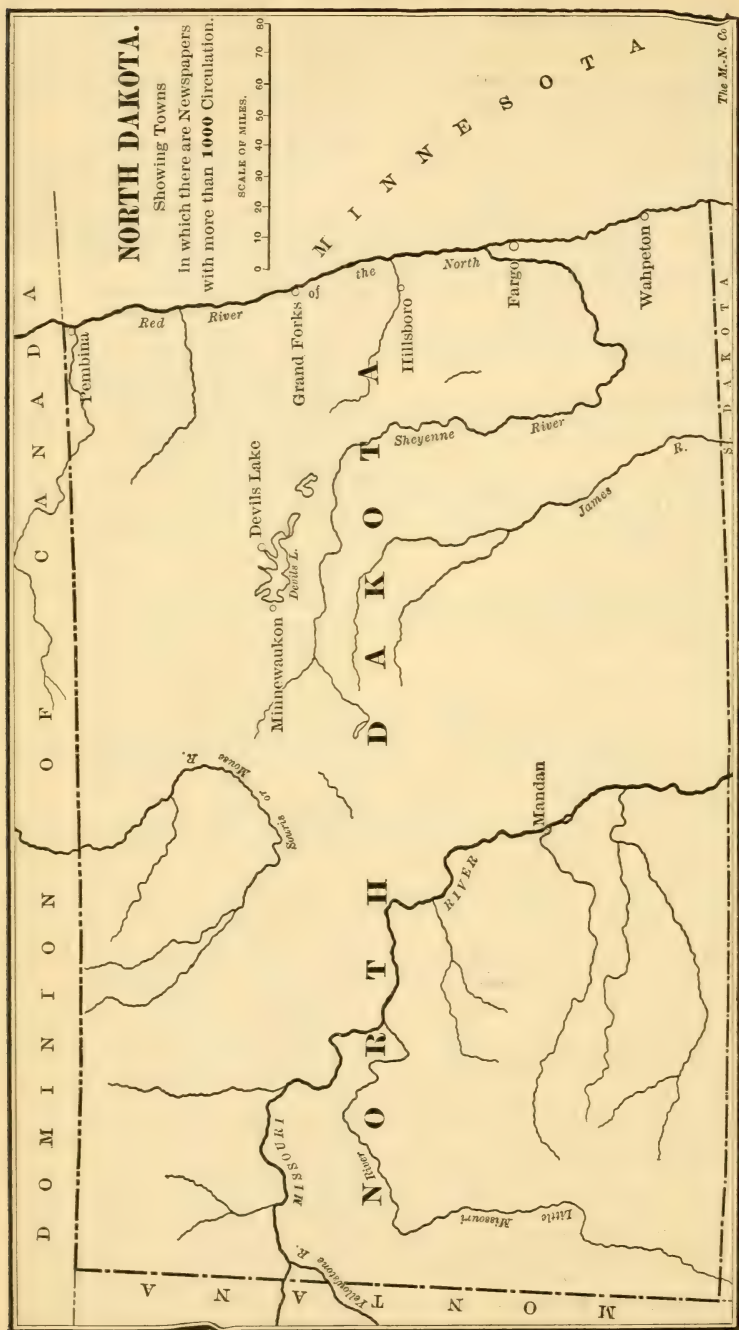 NORTH DAKOTA.
Showing Towns
In which there are Newspapers
with more than 1000 Circulation.
SCALE OF MILES.
0 10 20 30 40 50 60 70 80
DOMINION OF CANADA
MONTANA
NORTH DAKOTA
MINNESOTA
S. DAKOTA
Pembina
Red River of the North
Grand Forks
Hillsboro
Fargo
Wahpeton
Devils Lake
Devils L.
Minnewaukon
Sheyenne River
James R.
Souris or Mouse R.
Mandan
MISSOURI RIVER
Little Missouri River
Yellowstone R.
The M.-N. Co